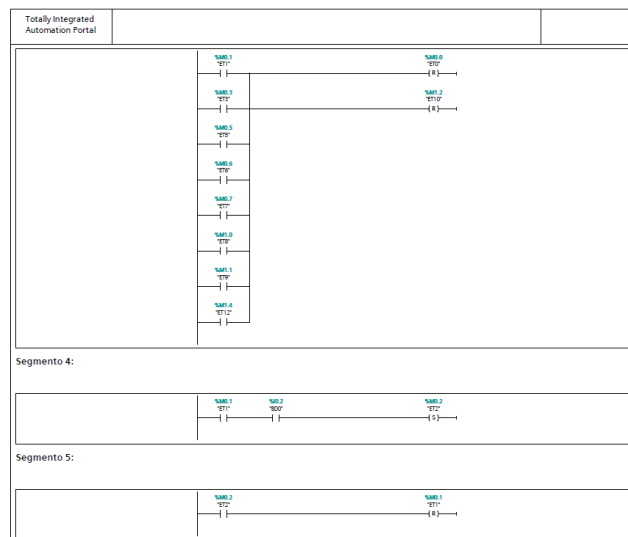 Totally Integrated
Automation Portal
%M0.1 %M0.0
"ET1" "ET0"
R
%M0.3 %M1.2
"ET3" "ET10"
R
%M0.5
"ET5"
%M0.6
"ET6"
%M0.7
"ET7"
%M1.0
"ET8"
%M1.1
"ET9"
%M1.4
"ET12"
Segmento 4:
%M0.1 %I0.2 %M0.2
"ET1" "BD0" "ET2"
S
Segmento 5:
%M0.2 %M0.1
"ET2" "ET1"
R